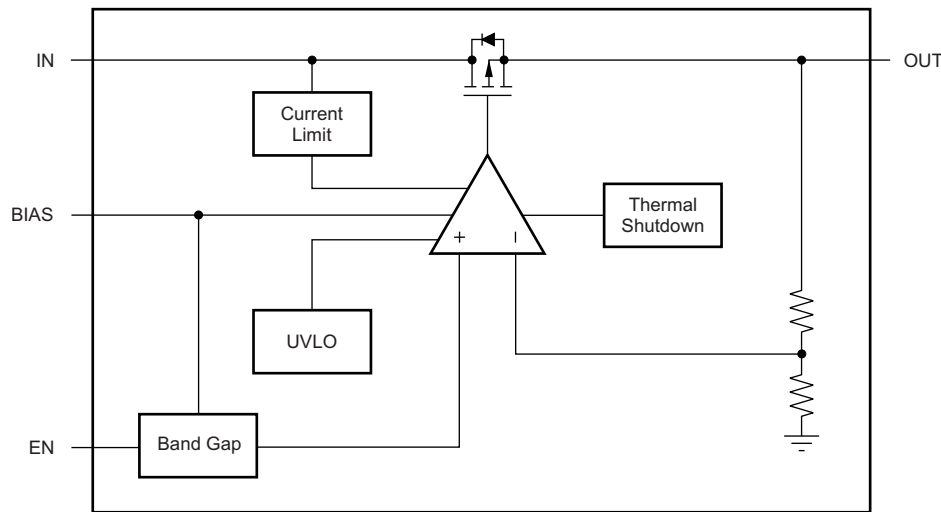 IN
OUT
Current
Limit
BIAS
Thermal
Shutdown
+
–
UVLO
EN
Band Gap